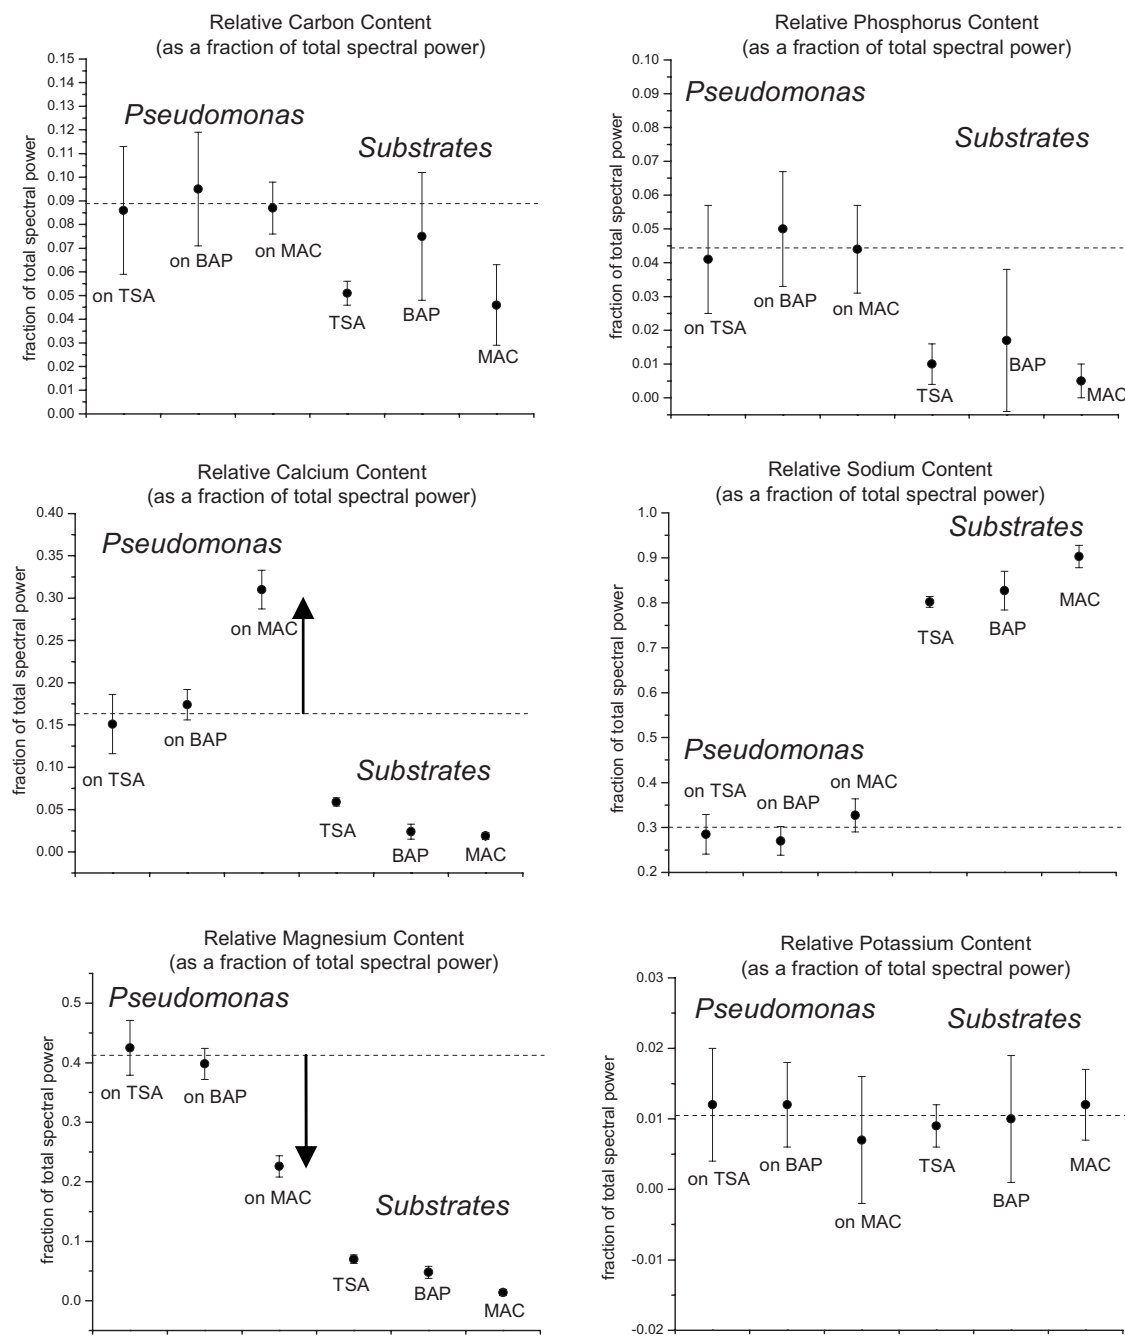 Relative Carbon Content
(as a fraction of total spectral power)
fraction of total spectral power
0.15
0.14
0.13
0.12
0.11
0.10
0.09
0.08
0.07
0.06
0.05
0.04
0.03
0.02
0.01
0.00
Pseudomonas
Substrates
on TSA
on BAP
on MAC
TSA
BAP
MAC
Relative Phosphorus Content
(as a fraction of total spectral power)
fraction of total spectral power
0.10
0.09
0.08
0.07
0.06
0.05
0.04
0.03
0.02
0.01
0.00
Pseudomonas
Substrates
on TSA
on BAP
on MAC
TSA
BAP
MAC
Relative Calcium Content
(as a fraction of total spectral power)
fraction of total spectral power
0.40
0.35
0.30
0.25
0.20
0.15
0.10
0.05
0.00
Pseudomonas
on MAC
on TSA
on BAP
Substrates
TSA
BAP
MAC
Relative Sodium Content
(as a fraction of total spectral power)
fraction of total spectral power
1.0
0.9
0.8
0.7
0.6
0.5
0.4
0.3
0.2
Substrates
TSA
BAP
MAC
Pseudomonas
on TSA
on BAP
on MAC
Relative Magnesium Content
(as a fraction of total spectral power)
fraction of total spectral power
0.5
0.4
0.3
0.2
0.1
0.0
Pseudomonas
on TSA
on BAP
on MAC
Substrates
TSA
BAP
MAC
Relative Potassium Content
(as a fraction of total spectral power)
fraction of total spectral power
0.03
0.02
0.01
0.00
-0.01
-0.02
Pseudomonas
Substrates
on TSA
on BAP
on MAC
TSA
BAP
MAC